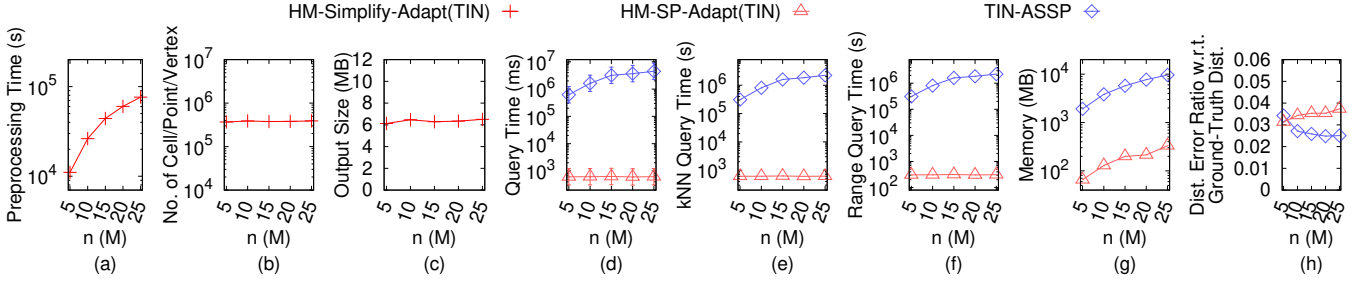 HM-Simplify-Adapt(TIN) HM-SP-Adapt(TIN) TIN-ASSP
Preprocessing Time (s)
10^5
10^4
5 10 15 20 25
n (M)
(a)
No. of Cell/Point/Vertex
10^7
10^6
10^5
10^4
5 10 15 20 25
n (M)
(b)
Output Size (MB)
12
10
8
6
4
2
0
5 10 15 20 25
n (M)
(c)
Query Time (ms)
10^7
10^6
10^5
10^4
10^3
5 10 15 20 25
n (M)
(d)
kNN Query Time (s)
10^6
10^5
10^4
10^3
5 10 15 20 25
n (M)
(e)
Range Query Time (s)
10^6
10^5
10^4
10^3
10^2
5 10 15 20 25
n (M)
(f)
Memory (MB)
10^4
10^3
10^2
5 10 15 20 25
n (M)
(g)
Dist. Error Ratio w.r.t.
Ground-Truth Dist.
0.06
0.05
0.04
0.03
0.02
0.01
0
5 10 15 20 25
n (M)
(h)